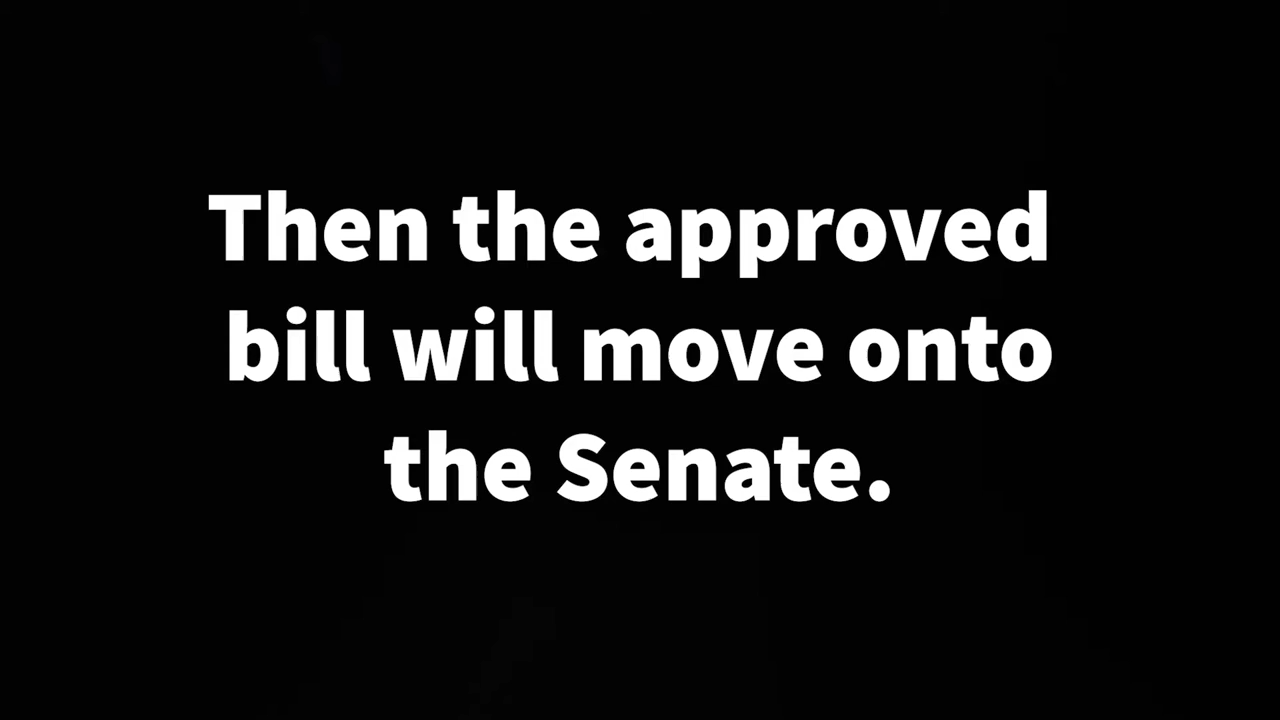 Then the approved
bill will move onto
the Senate.